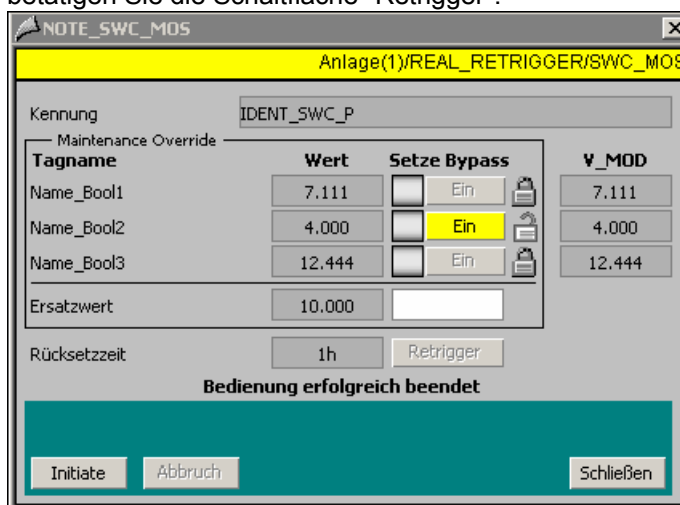 betätigen Sie die Schaltfläche "Retrigger".
NOTE_SWC_MOS
Anlage(1)/REAL_RETRIGGER/SWC_MOS
Kennung IDENT_SWC_P
Maintenance Override
Tagname Wert Setze Bypass V_MOD
Name_Bool1 7.111 Ein 7.111
Name_Bool2 4.000 Ein 4.000
Name_Bool3 12.444 Ein 12.444
Ersatzwert 10.000
Rücksetzzeit 1h Retrigger
Bedienung erfolgreich beendet
Initiate Abbruch Schließen